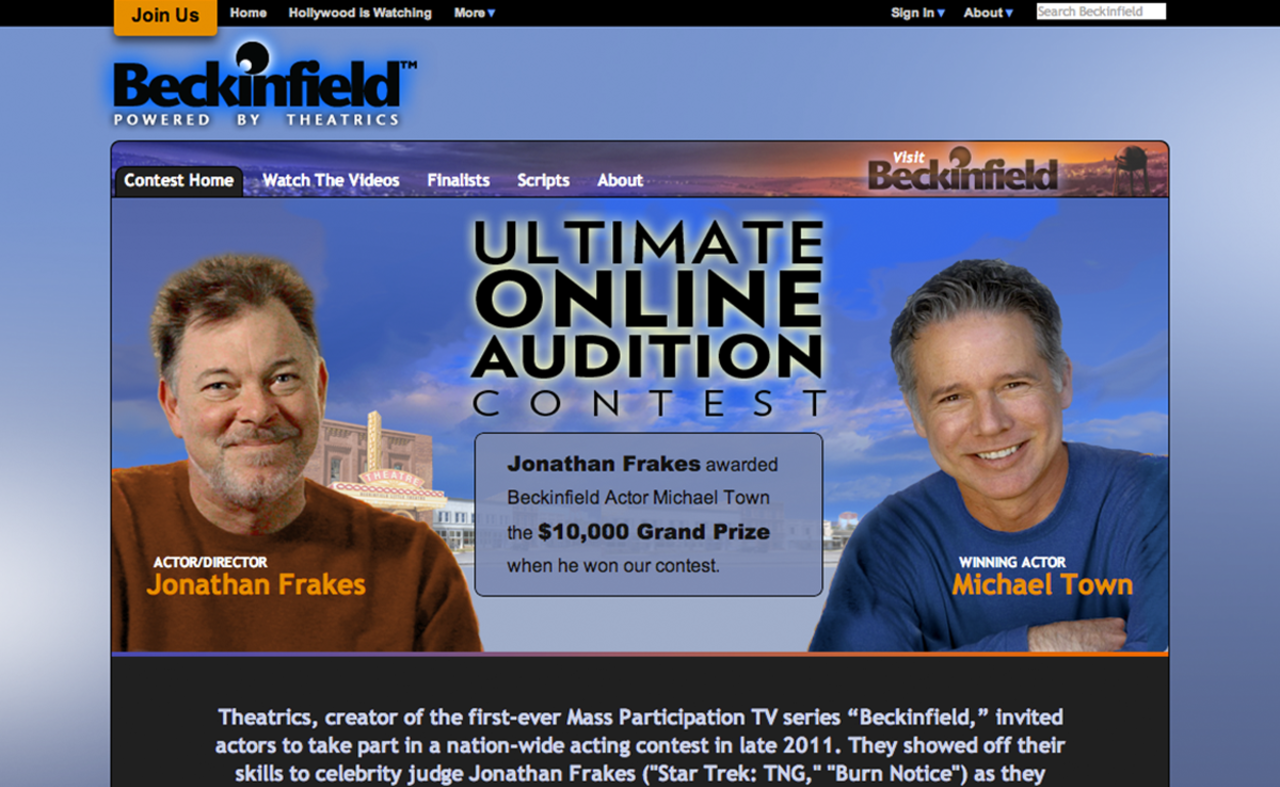 Join Us
Home
Hollywood is Watching
More
Sign In
About
Search Beckinfield
Beckinfield™
POWERED BY THEATRICS
Contest Home
Watch The Videos
Finalists
Scripts
About
Visit
Beckinfield
ULTIMATE
ONLINE
AUDITION
CONTEST
THEATRE
Jonathan Frakes awarded
Beckinfield Actor Michael Town
the $10,000 Grand Prize
when he won our contest.
ACTOR/DIRECTOR
Jonathan Frakes
WINNING ACTOR
Michael Town
Theatrics, creator of the first-ever Mass Participation TV series “Beckinfield,” invited
actors to take part in a nation-wide acting contest in late 2011. They showed off their
skills to celebrity judge Jonathan Frakes ("Star Trek: TNG," "Burn Notice") as they